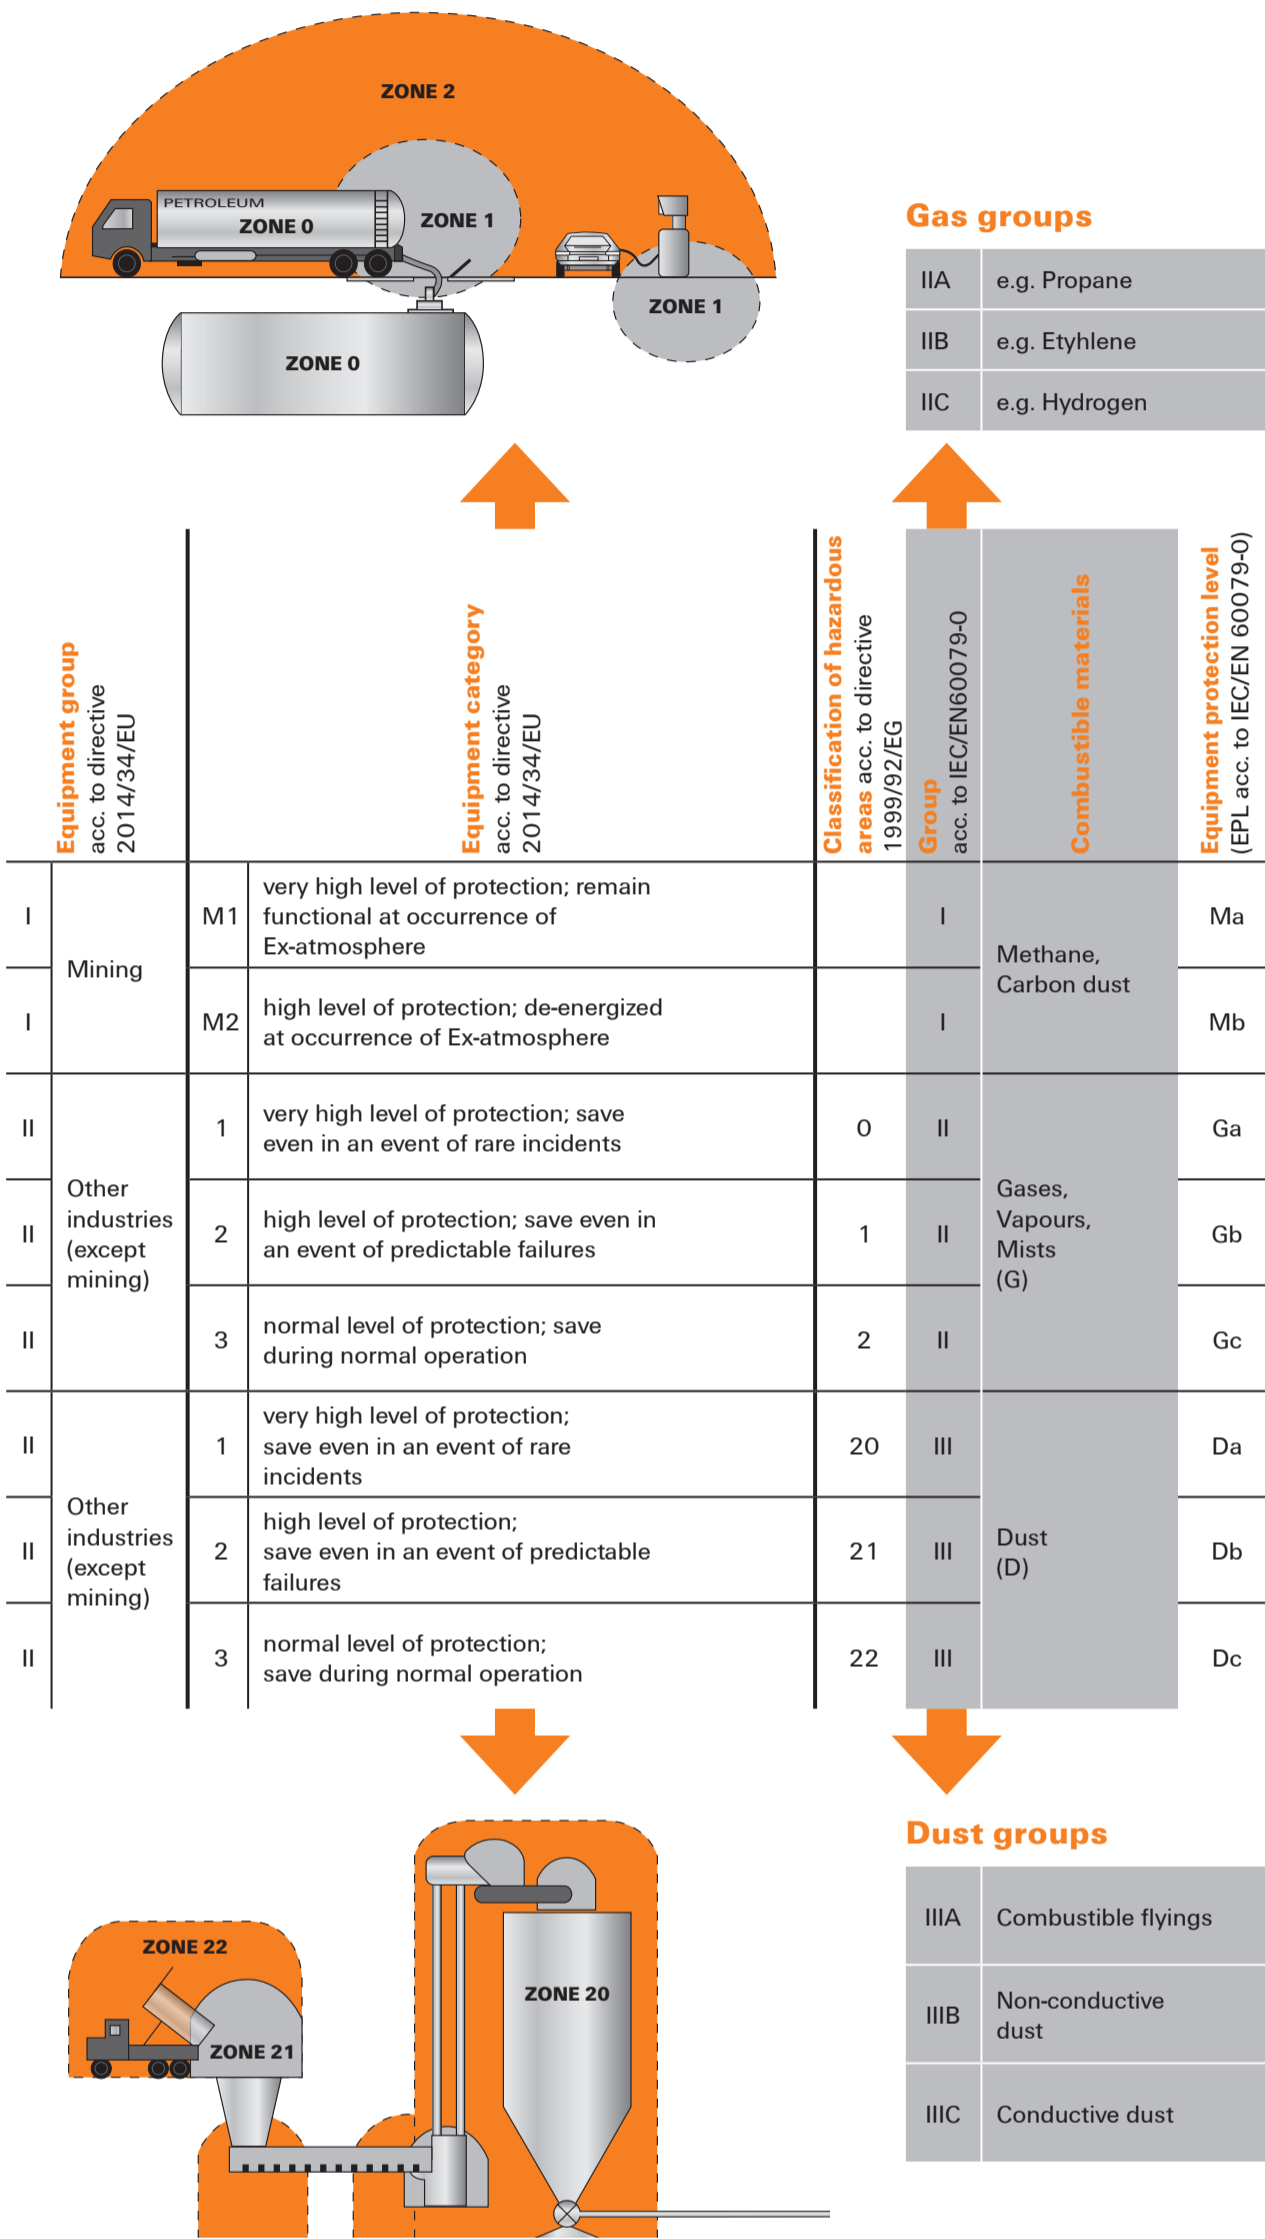 ZONE 2
PETROLEUM
ZONE 0
ZONE 1
ZONE 1
ZONE 0
Gas groups
IIA e.g. Propane
IIB e.g. Etyhlene
IIC e.g. Hydrogen
Equipment group
acc. to directive
2014/34/EU
Equipment category
acc. to directive
2014/34/EU
Classification of hazardous
areas acc. to directive
1999/92/EG
Group
acc. to IEC/EN60079-0
Combustible materials
Equipment protection level
(EPL acc. to IEC/EN 60079-0)
I
Mining
M1
very high level of protection; remain
functional at occurrence of
Ex-atmosphere
I
Methane,
Carbon dust
Ma
I
M2
high level of protection; de-energized
at occurrence of Ex-atmosphere
I
Mb
II
Other
industries
(except
mining)
1
very high level of protection; save
even in an event of rare incidents
0
II
Gases,
Vapours,
Mists
(G)
Ga
II
2
high level of protection; save even in
an event of predictable failures
1
II
Gb
II
3
normal level of protection; save
during normal operation
2
II
Gc
II
Other
industries
(except
mining)
1
very high level of protection;
save even in an event of rare
incidents
20
III
Dust
(D)
Da
II
2
high level of protection;
save even in an event of predictable
failures
21
III
Db
II
3
normal level of protection;
save during normal operation
22
III
Dc
ZONE 22
ZONE 21
ZONE 20
Dust groups
IIIA Combustible flyings
IIIB Non-conductive
dust
IIIC Conductive dust